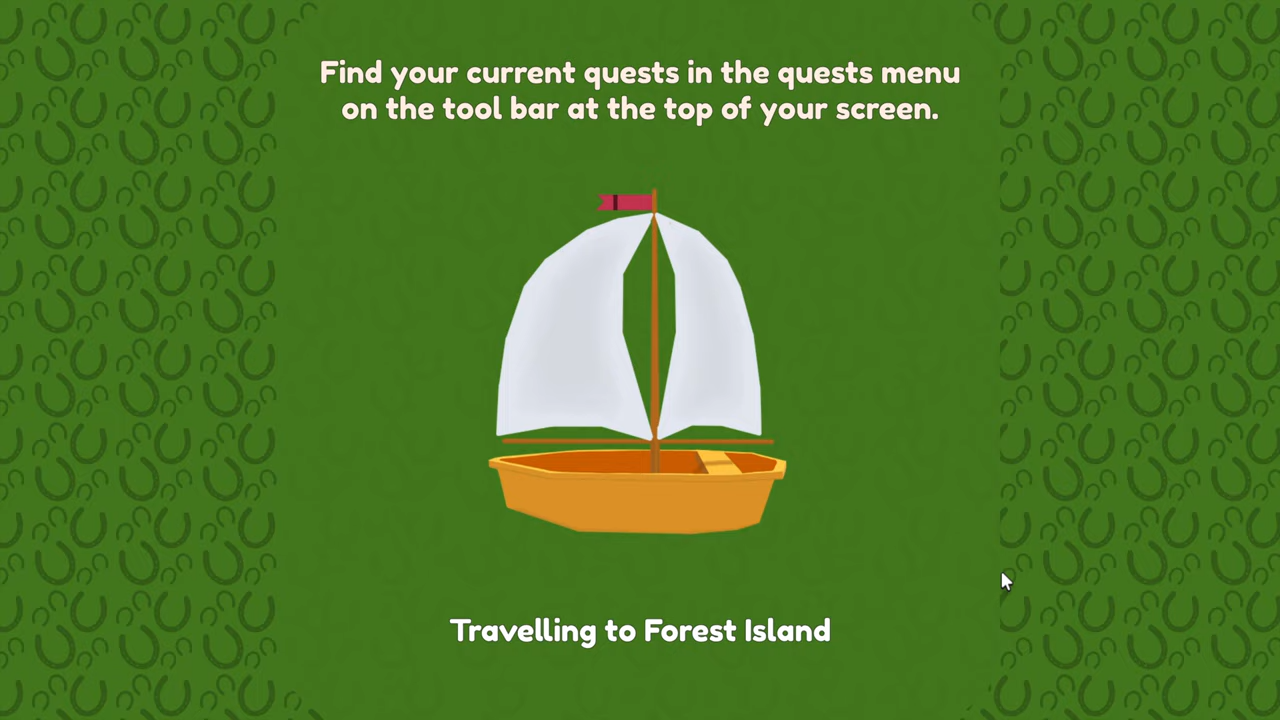 Find your current quests in the quests menu
on the tool bar at the top of your screen.
Travelling to Forest Island